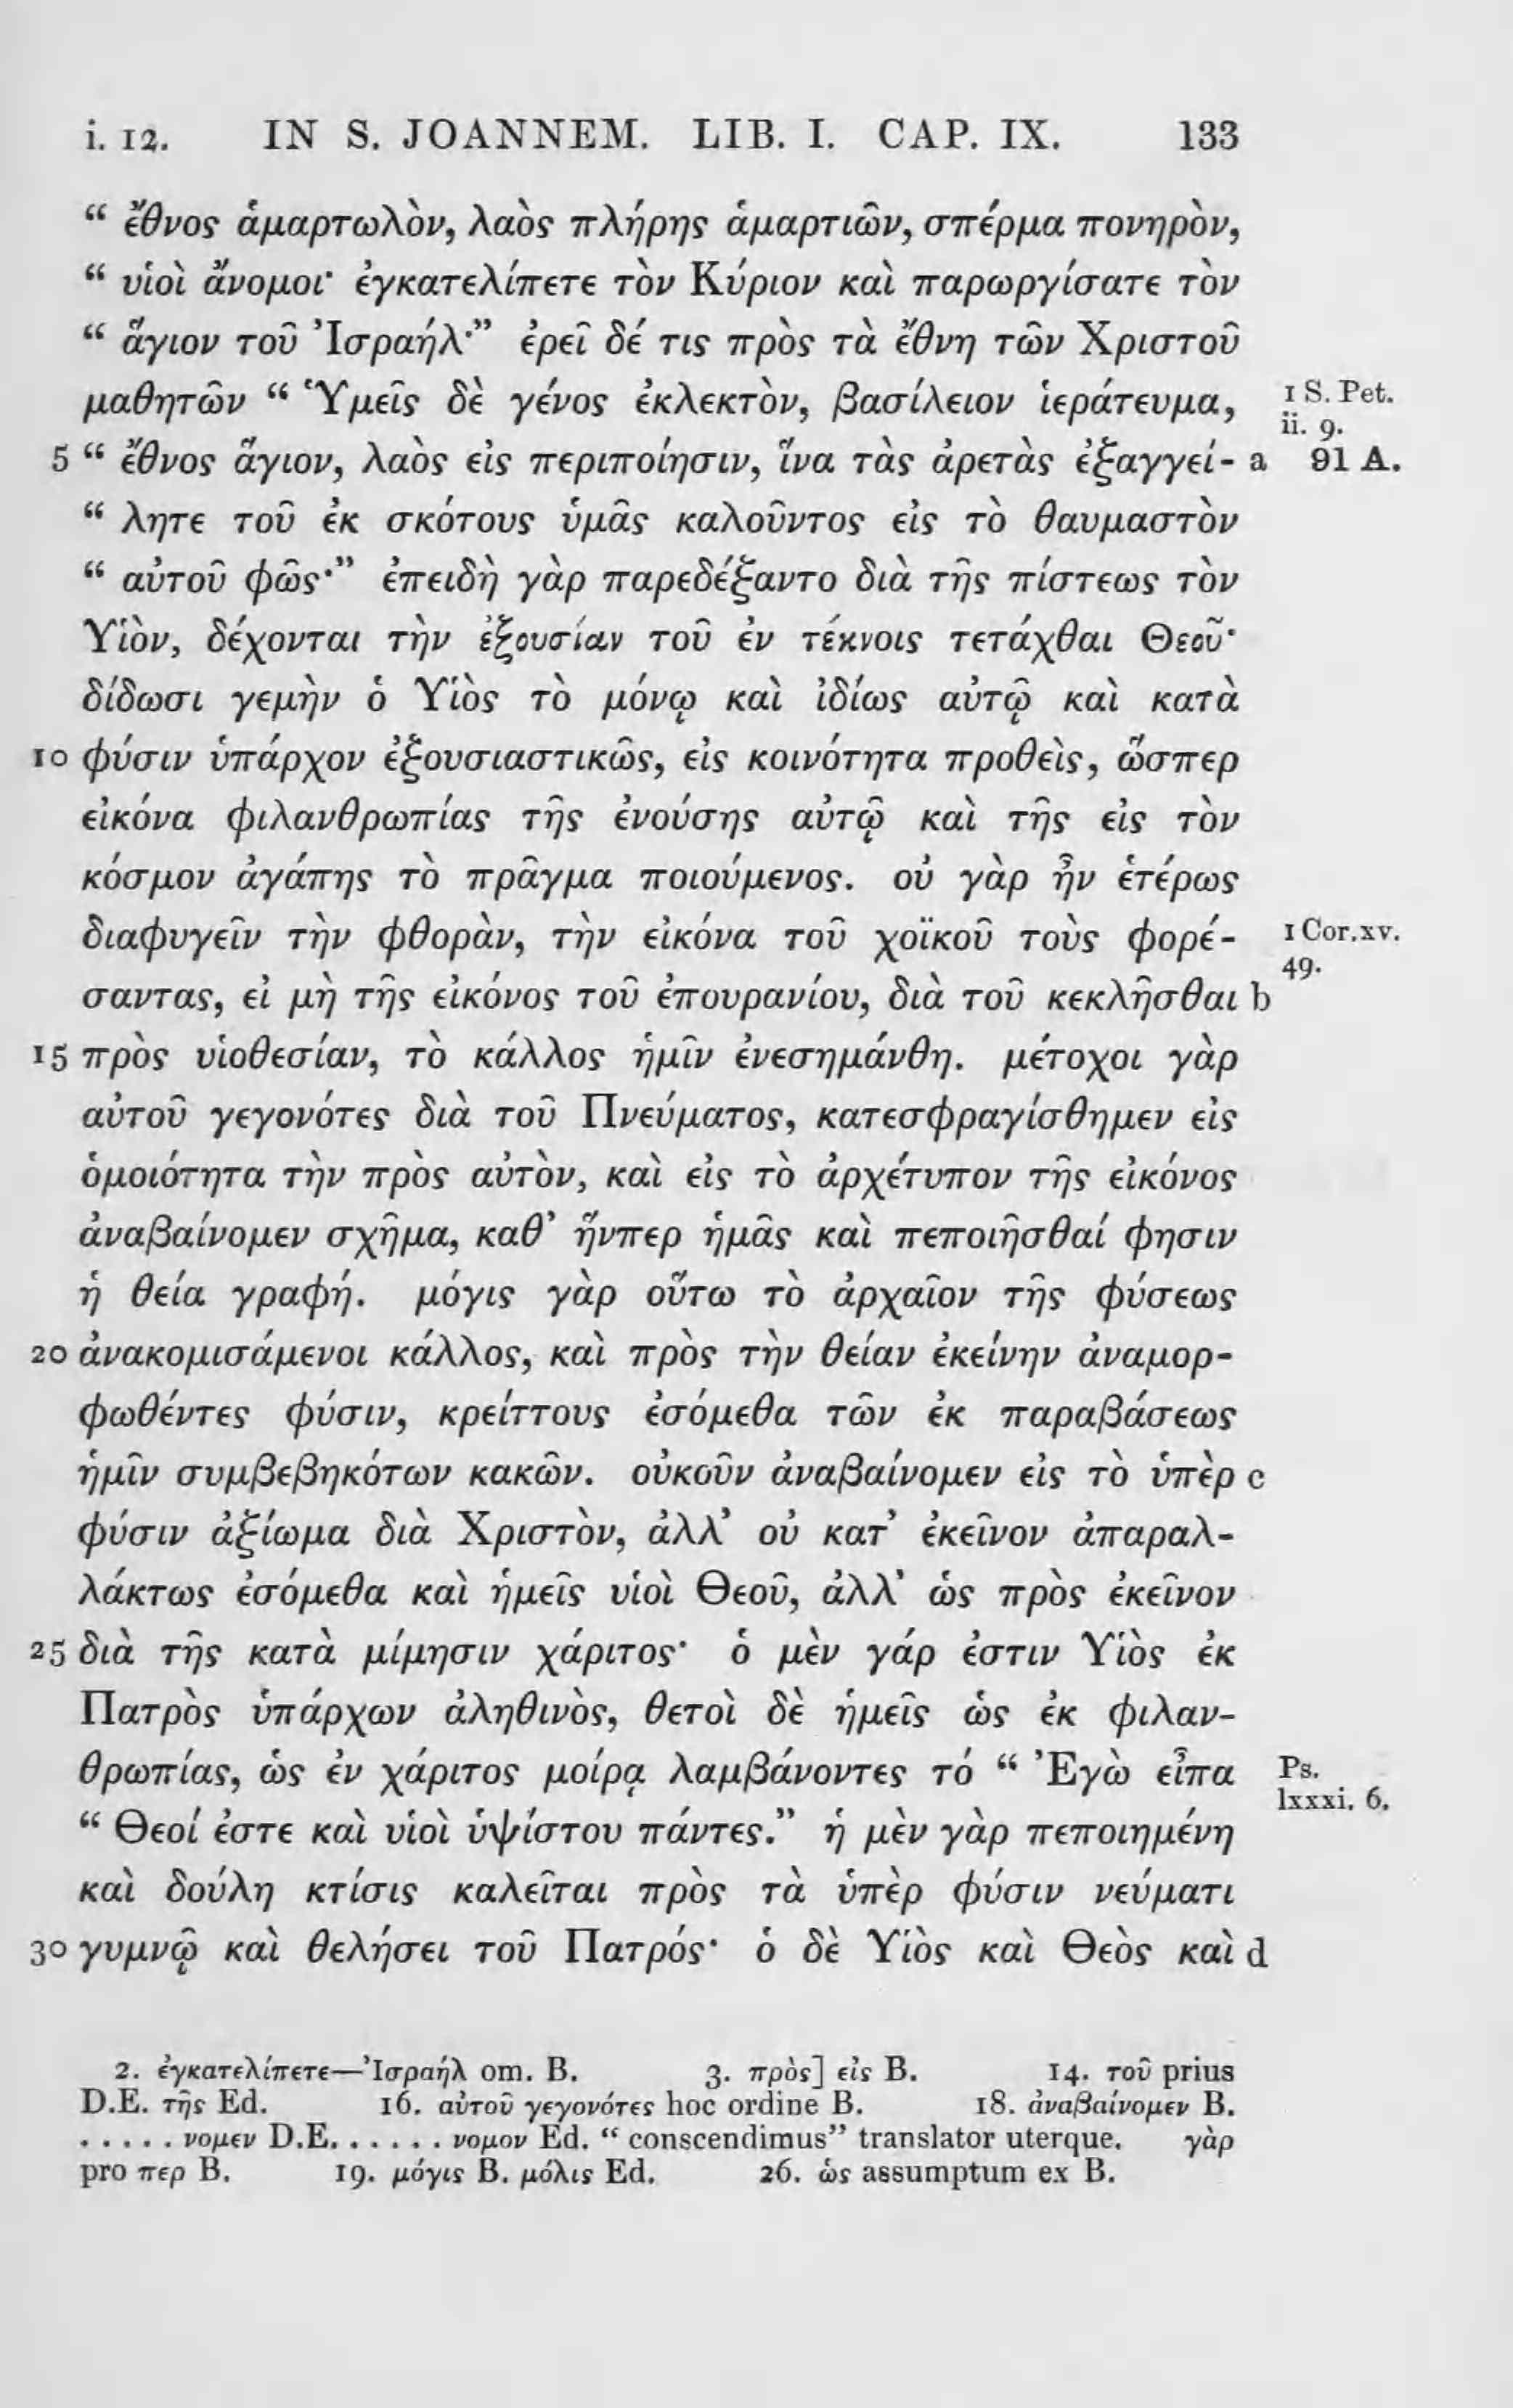 i. 12. IN S. JOANNEM. LIB. I. CAP. IX. 133
“ ἔθνος ἁμαρτωλὸν, λαὸς πλήρης ἁμαρτιῶν, σπέρμα πονηρὸν,
“ υἱοὶ ἄνομοι· ἐγκατελίπετε τὸν Κύριον καὶ παρωργίσατε τὸν
“ ἅγιον τοῦ Ἰσραήλ·” ἐρεῖ δέ τις πρὸς τὰ ἔθνη τῶν Χριστοῦ
μαθητῶν “ Ὑμεῖς δὲ γένος ἐκλεκτὸν, βασίλειον ἱεράτευμα, 1 S. Pet.
ii. 9.
5 “ ἔθνος ἅγιον, λαὸς εἰς περιποίησιν, ἵνα τὰς ἀρετὰς ἐξαγγεί- a 91 A.
“ λητε τοῦ ἐκ σκότους ὑμᾶς καλοῦντος εἰς τὸ θαυμαστὸν
“ αὐτοῦ φῶς·” ἐπειδὴ γὰρ παρεδέξαντο διὰ τῆς πίστεως τὸν
Υἱὸν, δέχονται τὴν ἐξουσίαν τοῦ ἐν τέκνοις τετάχθαι Θεοῦ·
δίδωσι γεμὴν ὁ Υἱὸς τὸ μόνῳ καὶ ἰδίως αὐτῷ καὶ κατὰ
10 φύσιν ὑπάρχον ἐξουσιαστικῶς, εἰς κοινότητα προθεὶς, ὥσπερ
εἰκόνα φιλανθρωπίας τῆς ἐνούσης αὐτῷ καὶ τῆς εἰς τὸν
κόσμον ἀγάπης τὸ πρᾶγμα ποιούμενος. οὐ γὰρ ἦν ἑτέρως
διαφυγεῖν τὴν φθορὰν, τὴν εἰκόνα τοῦ χοϊκοῦ τοὺς φορέ- 1 Cor. xv.
49.
σαντας, εἰ μὴ τῆς εἰκόνος τοῦ ἐπουρανίου, διὰ τοῦ κεκλῆσθαι b
15 πρὸς υἱοθεσίαν, τὸ κάλλος ἡμῖν ἐνεσημάνθη. μέτοχοι γὰρ
αὐτοῦ γεγονότες διὰ τοῦ Πνεύματος, κατεσφραγίσθημεν εἰς
ὁμοιότητα τὴν πρὸς αὐτὸν, καὶ εἰς τὸ ἀρχέτυπον τῆς εἰκόνος
ἀναβαίνομεν σχῆμα, καθ’ ἥνπερ ἡμᾶς καὶ πεποιῆσθαί φησιν
ἡ θεία γραφή. μόγις γὰρ οὕτω τὸ ἀρχαῖον τῆς φύσεως
20 ἀνακομισάμενοι κάλλος, καὶ πρὸς τὴν θείαν ἐκείνην ἀναμορ-
φωθέντες φύσιν, κρείττους ἐσόμεθα τῶν ἐκ παραβάσεως
ἡμῖν συμβεβηκότων κακῶν. οὐκοῦν ἀναβαίνομεν εἰς τὸ ὑπὲρ c
φύσιν ἀξίωμα διὰ Χριστὸν, ἀλλ’ οὐ κατ’ ἐκεῖνον ἀπαραλ-
λάκτως ἐσόμεθα καὶ ἡμεῖς υἱοὶ Θεοῦ, ἀλλ’ ὡς πρὸς ἐκεῖνον
25 διὰ τῆς κατὰ μίμησιν χάριτος· ὁ μὲν γάρ ἐστιν Υἱὸς ἐκ
Πατρὸς ὑπάρχων ἀληθινὸς, θετοὶ δὲ ἡμεῖς ὡς ἐκ φιλαν-
θρωπίας, ὡς ἐν χάριτος μοίρᾳ λαμβάνοντες τό “ Ἐγὼ εἶπα Ps.
lxxxi. 6.
“ Θεοί ἐστε καὶ υἱοὶ ὑψίστου πάντες.” ἡ μὲν γὰρ πεποιημένη
καὶ δούλη κτίσις καλεῖται πρὸς τὰ ὑπὲρ φύσιν νεύματι
30 γυμνῷ καὶ θελήσει τοῦ Πατρός· ὁ δὲ Υἱὸς καὶ Θεὸς καὶ d
2. ἐγκατελίπετε—Ἰσραήλ om. B. 3. πρὸς] εἰς B. 14. τοῦ prius
D.E. τῆς Ed. 16. αὐτοῦ γεγονότες hoc ordine B. 18. ἀναβαίνομεν B.
.....νομεν D.E......νομον Ed. “ conscendimus” translator uterque. γὰρ
pro περ B. 19. μόγις B. μόλις Ed. 26. ὡς assumptum ex B.